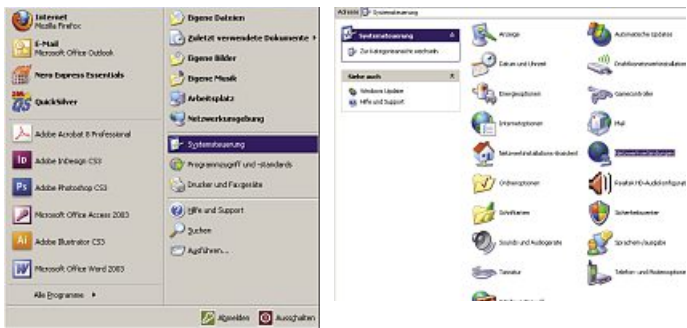 Internet
Mozilla Firefox
E-Mail
Microsoft Office Outlook
Nero Express Essentials
QuickSilver
Adobe Acrobat 8 Professional
Adobe InDesign CS3
Adobe Photoshop CS3
Microsoft Office Access 2003
Adobe Illustrator CS3
Microsoft Office Word 2003
Alle Programme
Eigene Dateien
Zuletzt verwendete Dokumente
Eigene Bilder
Eigene Musik
Arbeitsplatz
Netzwerkumgebung
Systemsteuerung
Programmzugriff und -standards
Drucker und Faxgeräte
Hilfe und Support
Suchen
Ausführen...
Abmelden
Ausschalten
Adresse
Systemsteuerung
Systemsteuerung
Zur Kategorieansicht wechseln
Siehe auch
Windows Update
Hilfe und Support
Anzeige
Automatische Updates
Datum und Uhrzeit
Energieoptionen
Gamecontroller
Internetoptionen
Mail
Netzwerkinstallations-Assistent
Netzwerkverbindungen
Ordneroptionen
Realtek HD-Audiokonfigurat
Schriftarten
Sicherheitscenter
Sounds und Audiogeräte
Sprachein-/ausgabe
Tastatur
Telefon- und Modemoptionen